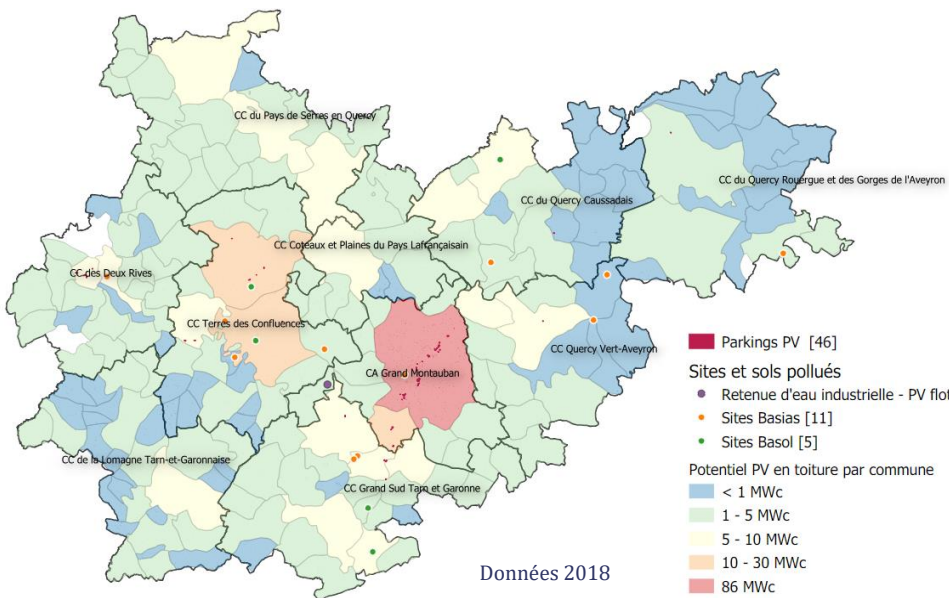 CC du Pays de Serres en Quercy
CC du Quercy Rouergue et des Gorges de l'Aveyron
CC du Quercy Caussadais
CC Coteaux et Plaines du Pays Lafrançaisain
CC des Deux Rives
CC Terres des Confluences
CC Quercy Vert-Aveyron
CA Grand Montauban
CC de la Lomagne Tarn-et-Garonnaise
CC Grand Sud Tarn et Garonne
Parkings PV [46]
Sites et sols pollués
Retenue d'eau industrielle - PV flot
Sites Basias [11]
Sites Basol [5]
Potentiel PV en toiture par commune
< 1 MWc
1 - 5 MWc
5 - 10 MWc
10 - 30 MWc
86 MWc
Données 2018